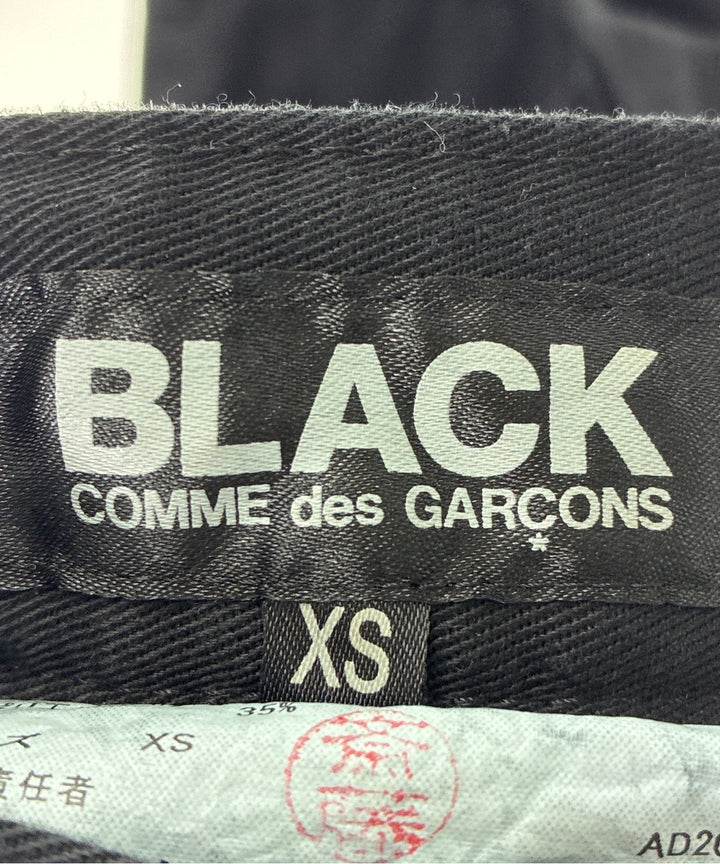 BLACK
COMME des GARÇONS
XS
35%
ズ XS
責任者
AD20